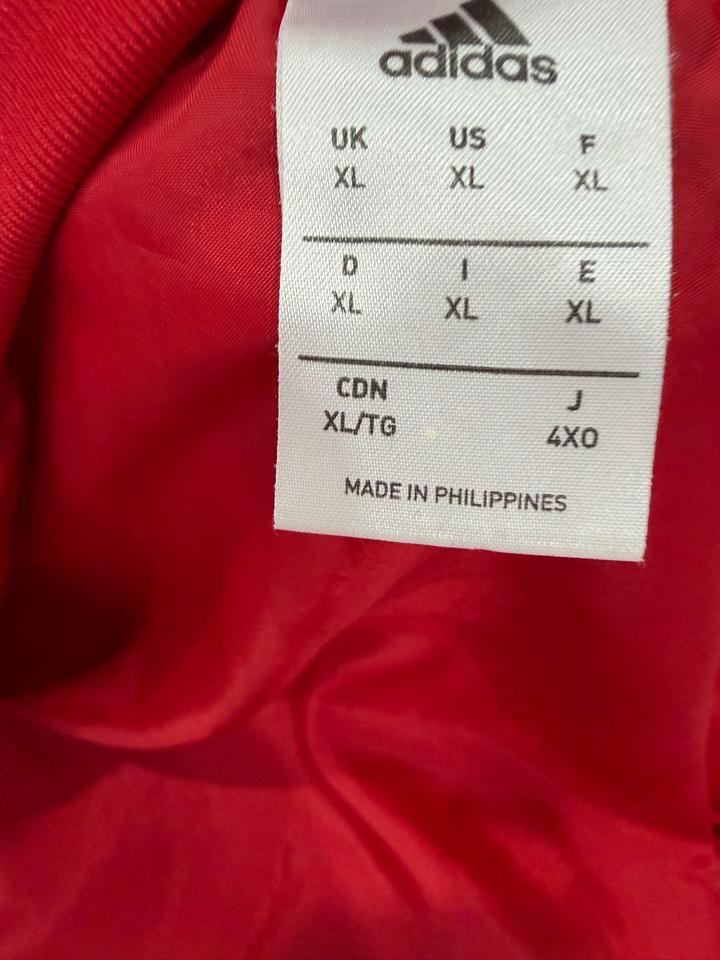 adidas
UK US F
XL XL XL
D I E
XL XL XL
CDN J
XL/TG 4XO
MADE IN PHILIPPINES